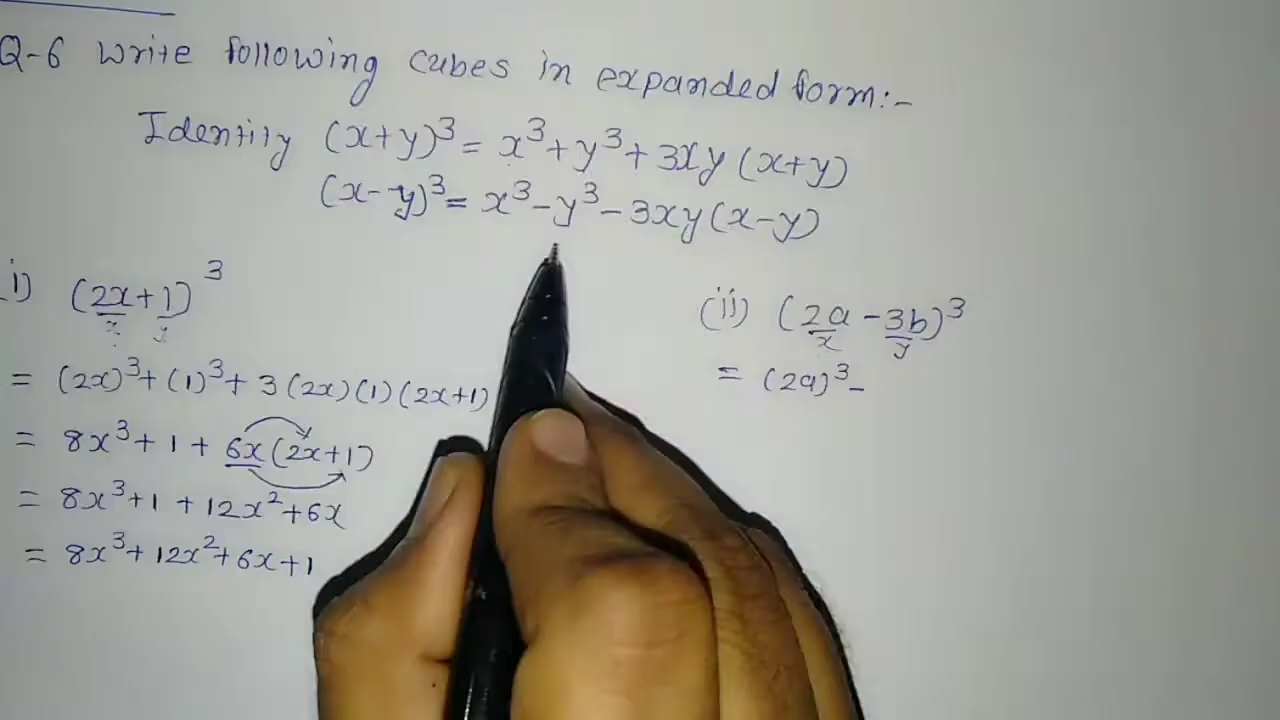 Q-6 Write following cubes in expanded form:-
Identity (x+y)³ = x³+y³+3xy(x+y)
(x-y)³ = x³-y³-3xy(x-y)
i) (2x+1)³
x y
= (2x)³+(1)³+3(2x)(1)(2x+1)
= 8x³+1+6x(2x+1)
= 8x³+1+12x²+6x
= 8x³+12x²+6x+1
(ii) (2a-3b)³
x y
= (2a)³-